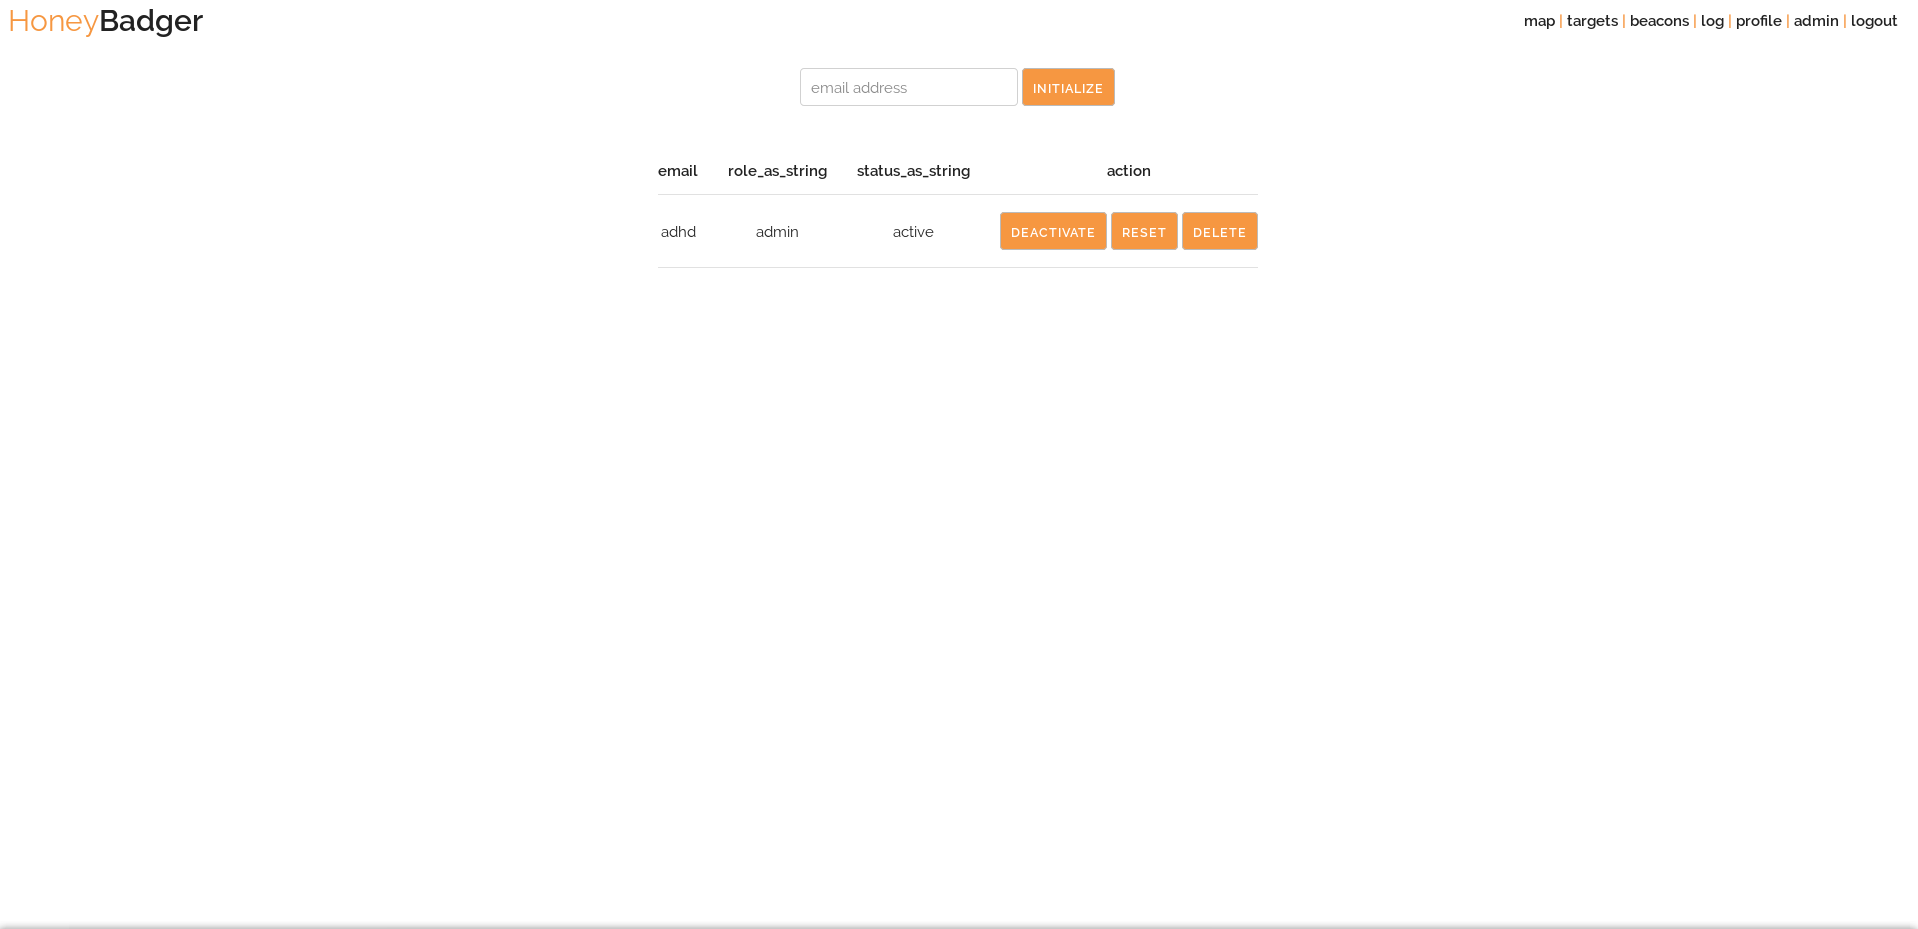 HoneyBadger
map | targets | beacons | log | profile | admin | logout
email address INITIALIZE
email role_as_string status_as_string action
adhd admin active DEACTIVATE RESET DELETE